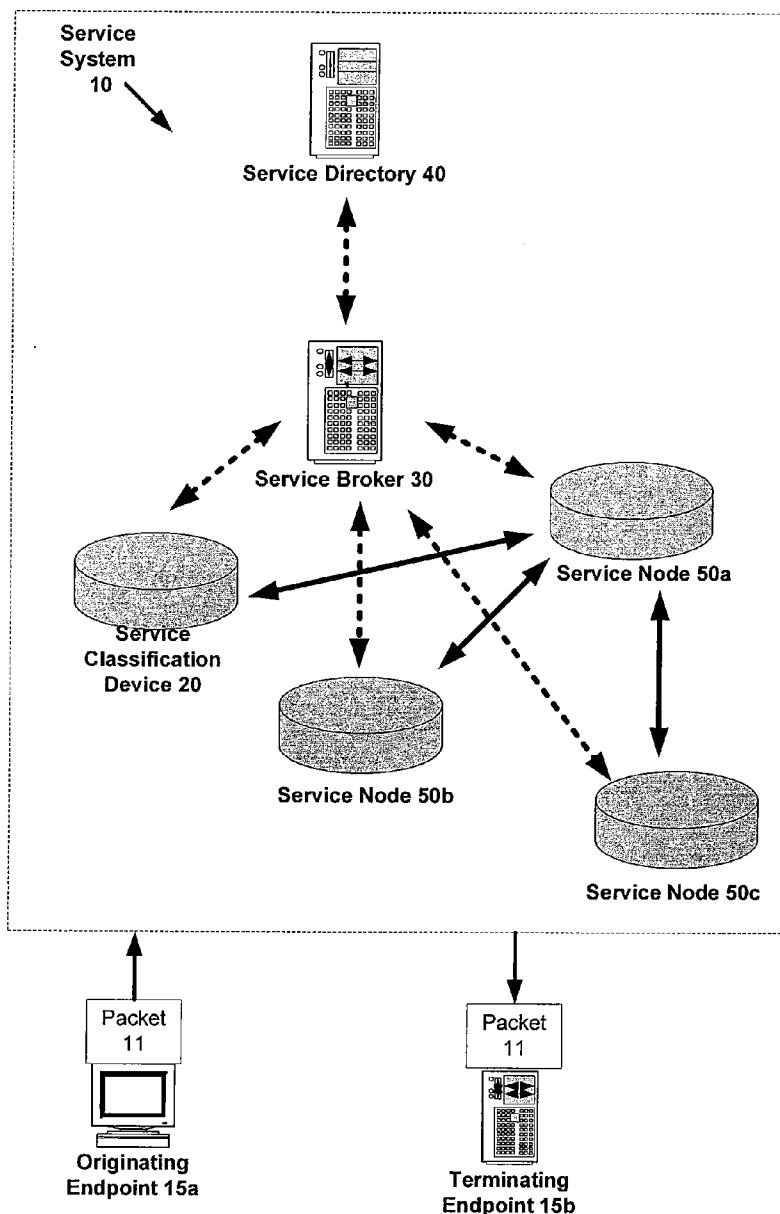 Service
System
10
Service Directory 40
Service Broker 30
Service Node 50a
Service
Classification
Device 20
Service Node 50b
Service Node 50c
Packet
11
Originating
Endpoint 15a
Packet
11
Terminating
Endpoint 15b